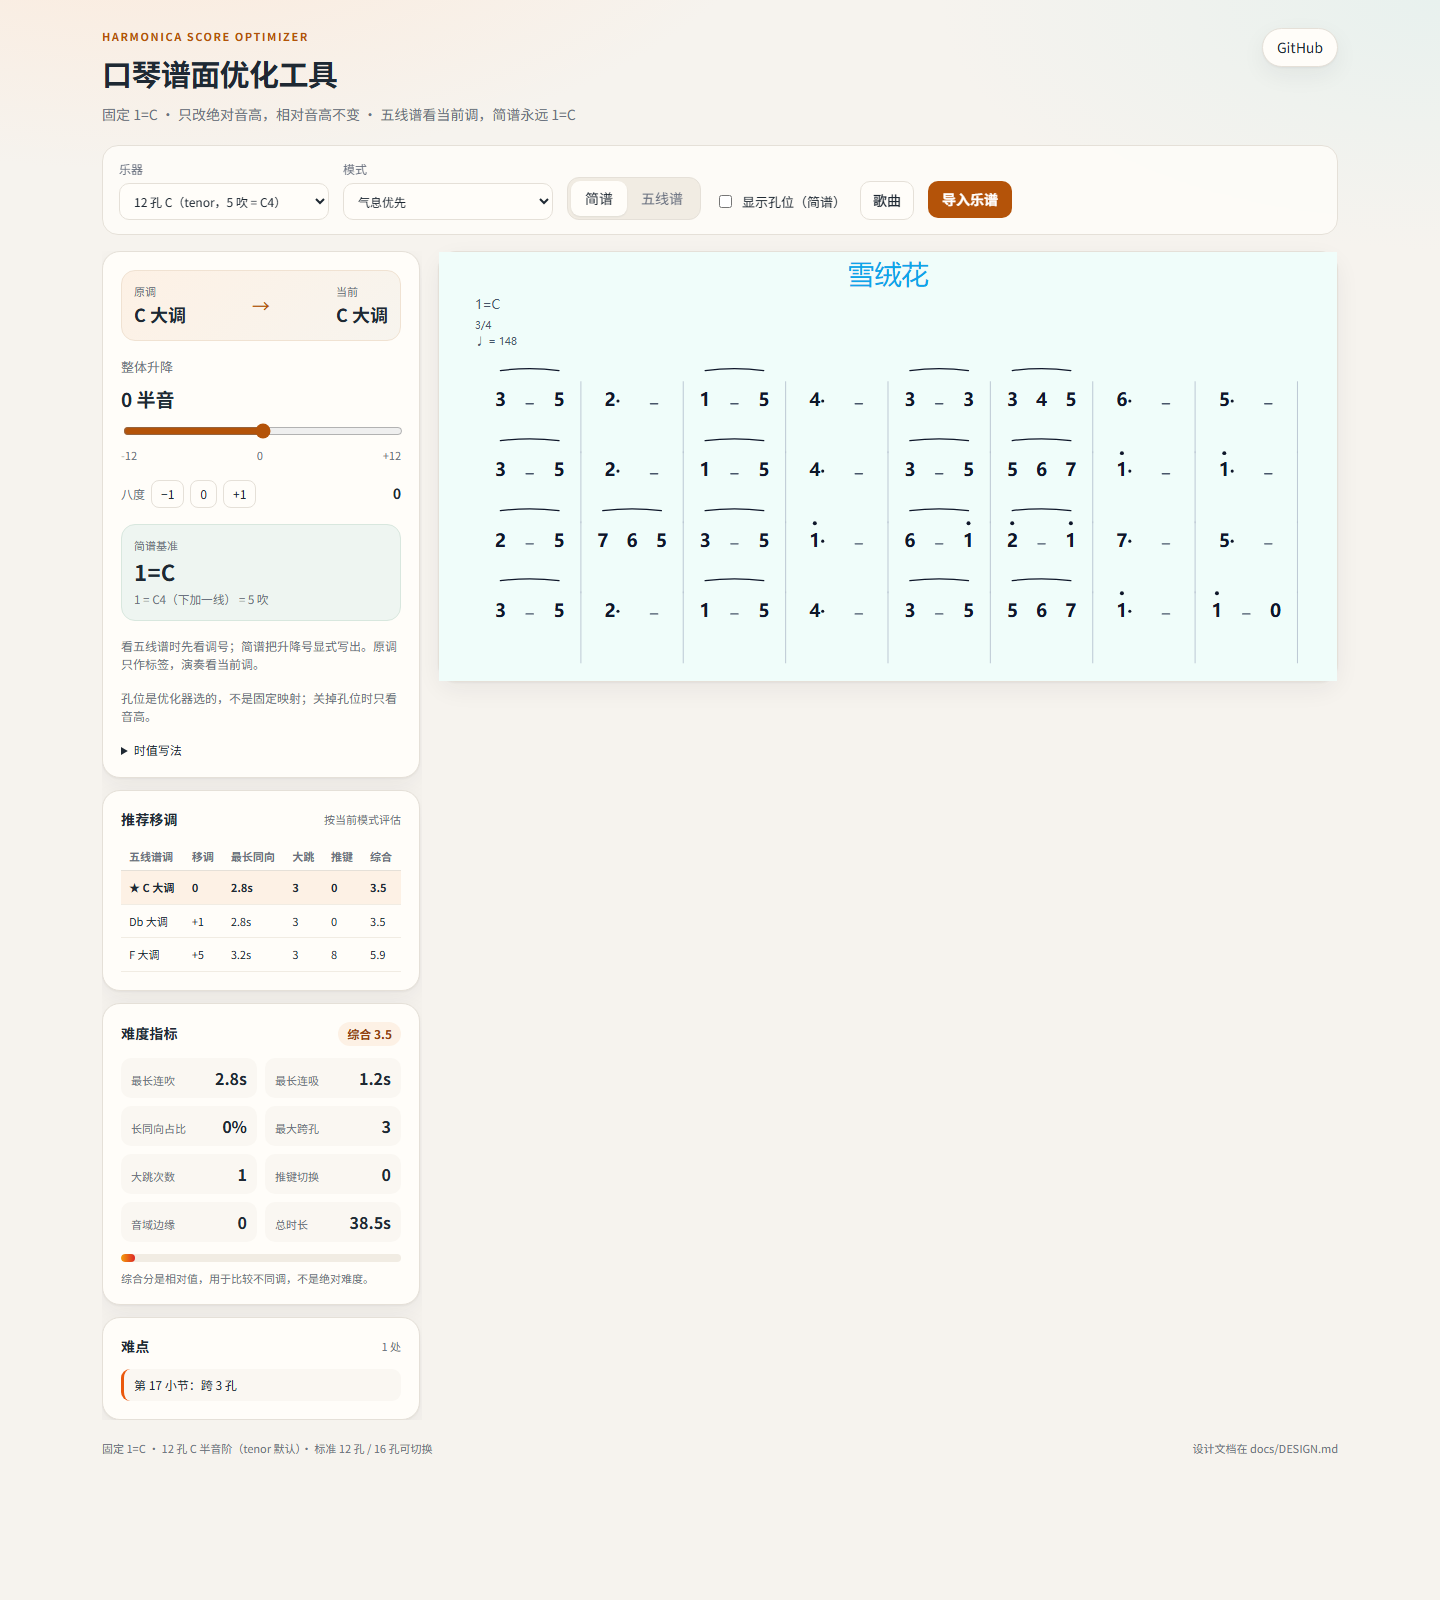 HARMONICA SCORE OPTIMIZER
口琴谱面优化工具
固定 1=C · 只改绝对音高，相对音高不变 · 五线谱看当前调，简谱永远 1=C
GitHub
乐器
12 孔 C（tenor，5 吹 = C4）
模式
气息优先
简谱 五线谱
显示孔位（简谱）
歌曲
导入乐谱
原调
C 大调
→
当前
C 大调
整体升降
0 半音
-12 0 +12
八度 −1 0 +1 0
简谱基准
1=C
1 = C4（下加一线） = 5 吹
看五线谱时先看调号；简谱把升降号显式写出。原调
只作标签，演奏看当前调。
孔位是优化器选的，不是固定映射；关掉孔位时只看
音高。
▶ 时值写法
推荐移调 按当前模式评估
五线谱调 移调 最长同向 大跳 推键 综合
★ C 大调 0 2.8s 3 0 3.5
Db 大调 +1 2.8s 3 0 3.5
F 大调 +5 3.2s 3 8 5.9
难度指标 综合 3.5
最长连吹 2.8s 最长连吸 1.2s
长同向占比 0% 最大跨孔 3
大跳次数 1 推键切换 0
音域边缘 0 总时长 38.5s
综合分是相对值，用于比较不同调，不是绝对难度。
难点 1 处
第 17 小节：跨 3 孔
雪绒花
1=C
3/4
♩ = 148
3 – 5 2· – 1 – 5 4· – 3 – 3 3 4 5 6· – 5· –
3 – 5 2· – 1 – 5 4· – 3 – 5 5 6 7 1̇· – 1̇· –
2 – 5 7 6 5 3 – 5 1̇· – 6 – 1̇ 2̇ – 1̇ 7· – 5· –
3 – 5 2· – 1 – 5 4· – 3 – 5 5 6 7 1̇· – 1̇ – 0
固定 1=C · 12 孔 C 半音阶（tenor 默认）· 标准 12 孔 / 16 孔可切换
设计文档在 docs/DESIGN.md